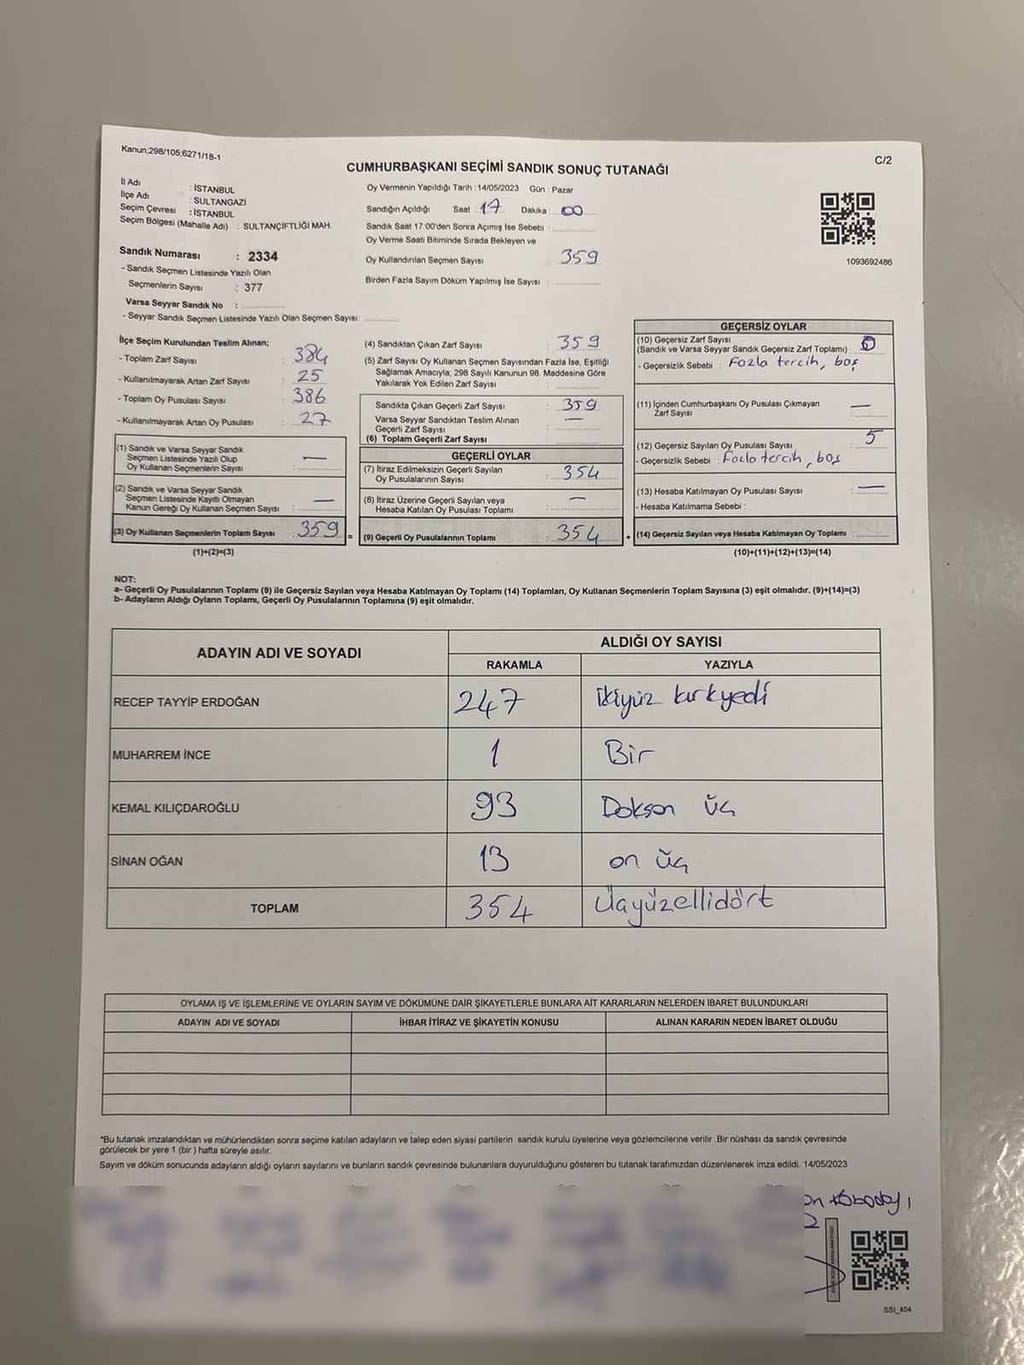 Kanun;298/105,6271/18-1
C/2
CUMHURBAŞKANI SEÇİMİ SANDIK SONUÇ TUTANAĞI
İl Adı : İSTANBUL
İlçe Adı : SULTANGAZİ
Seçim Çevresi : İSTANBUL
Seçim Bölgesi (Mahalle Adı) : SULTANÇİFTLİĞİ MAH.
Sandık Numarası : 2334
- Sandık Seçmen Listesinde Yazılı Olan
Seçmenlerin Sayısı : 377
Varsa Seyyar Sandık No :
- Seyyar Sandık Seçmen Listesinde Yazılı Olan Seçmen Sayısı:
Oy Vermenin Yapıldığı Tarih :14/05/2023 Gün : Pazar
Sandığın Açıldığı Saat : 17 Dakika : 00
Sandık Saat 17:00'den Sonra Açımış İse Sebebi :
Oy Verme Saati Bitiminde Sırada Bekleyen ve
Oy Kullandırılan Seçmen Sayısı : 359
Birden Fazla Sayım Döküm Yapılmış İse Sayısı :
1093692486
İlçe Seçim Kurulundan Teslim Alınan;
- Toplam Zarf Sayısı : 384
- Kullanılmayarak Artan Zarf Sayısı : 25
- Toplam Oy Pusulası Sayısı : 386
- Kullanılmayarak Artan Oy Pusulası : 27
(1) Sandık ve Varsa Seyyar Sandık
Seçmen Listesinde Yazılı Olup
Oy Kullanan Seçmenlerin Sayısı : —
(2) Sandık ve Varsa Seyyar Sandık
Seçmen Listesinde Kayıtlı Olmayan
Kanun Gereği Oy Kullanan Seçmen Sayısı : —
(3) Oy Kullanan Seçmenlerin Toplam Sayısı : 359 =
(1)+(2)=(3)
(4) Sandıktan Çıkan Zarf Sayısı : 359
(5) Zarf Sayısı Oy Kullanan Seçmen Sayısından Fazla İse, Eşitliği
Sağlamak Amacıyla; 298 Sayılı Kanunun 98. Maddesine Göre
Yakılarak Yok Edilen Zarf Sayısı :
Sandıkta Çıkan Geçerli Zarf Sayısı : 359
Varsa Seyyar Sandıktan Teslim Alınan
Geçerli Zarf Sayısı : —
(6) Toplam Geçerli Zarf Sayısı :
GEÇERLİ OYLAR
(7) İtiraz Edilmeksizin Geçerli Sayılan
Oy Pusulalarının Sayısı : 354
(8) İtiraz Üzerine Geçerli Sayılan veya
Hesaba Katılan Oy Pusulası Toplamı : —
(9) Geçerli Oy Pusulalarının Toplamı : 354 +
GEÇERSİZ OYLAR
(10) Geçersiz Zarf Sayısı
(Sandık ve Varsa Seyyar Sandık Geçersiz Zarf Toplamı) :
- Geçersizlik Sebebi : Fazla tercih, boş
(11) İçinden Cumhurbaşkanı Oy Pusulası Çıkmayan
Zarf Sayısı : —
(12) Geçersiz Sayılan Oy Pusulası Sayısı : 5
- Geçersizlik Sebebi : Fazla tercih, boş
(13) Hesaba Katılmayan Oy Pusulası Sayısı : —
- Hesaba Katılmama Sebebi :
(14) Geçersiz Sayılan veya Hesaba Katılmayan Oy Toplamı :
(10)+(11)+(12)+(13)=(14)
NOT:
a- Geçerli Oy Pusulalarının Toplamı (9) ile Geçersiz Sayılan veya Hesaba Katılmayan Oy Toplamı (14) Toplamları, Oy Kullanan Seçmenlerin Toplam Sayısına (3) eşit olmalıdır. (9)+(14)=(3)
b- Adayların Aldığı Oyların Toplamı, Geçerli Oy Pusulalarının Toplamına (9) eşit olmalıdır.
ADAYIN ADI VE SOYADI
ALDIĞI OY SAYISI
RAKAMLA YAZIYLA
RECEP TAYYİP ERDOĞAN 247 ikiyüz kırkyedi
MUHARREM İNCE 1 Bir
KEMAL KILIÇDAROĞLU 93 Doksan üç
SİNAN OĞAN 13 on üç
TOPLAM 354 Üçyüzellidört
OYLAMA İŞ VE İŞLEMLERİNE VE OYLARIN SAYIM VE DÖKÜMÜNE DAİR ŞİKAYETLERLE BUNLARA AİT KARARLARIN NELERDEN İBARET BULUNDUKLARI
ADAYIN ADI VE SOYADI İHBAR İTİRAZ VE ŞİKAYETİN KONUSU ALINAN KARARIN NEDEN İBARET OLDUĞU
*Bu tutanak imzalandıktan ve mühürlendikten sonra seçime katılan adayların ve talep eden siyasi partilerin sandık kurulu üyelerine veya gözlemcilerine verilir. Bir nüshası da sandık çevresinde
görülecek bir yere 1 (bir) hafta süreyle asılır.
Sayım ve döküm sonucunda adayların aldığı oyların sayılarını ve bunların sandık çevresinde bulunanlara duyurulduğunu gösteren bu tutanak tarafımızdan düzenlenerek imza edildi. 14/05/2023
SSI_404